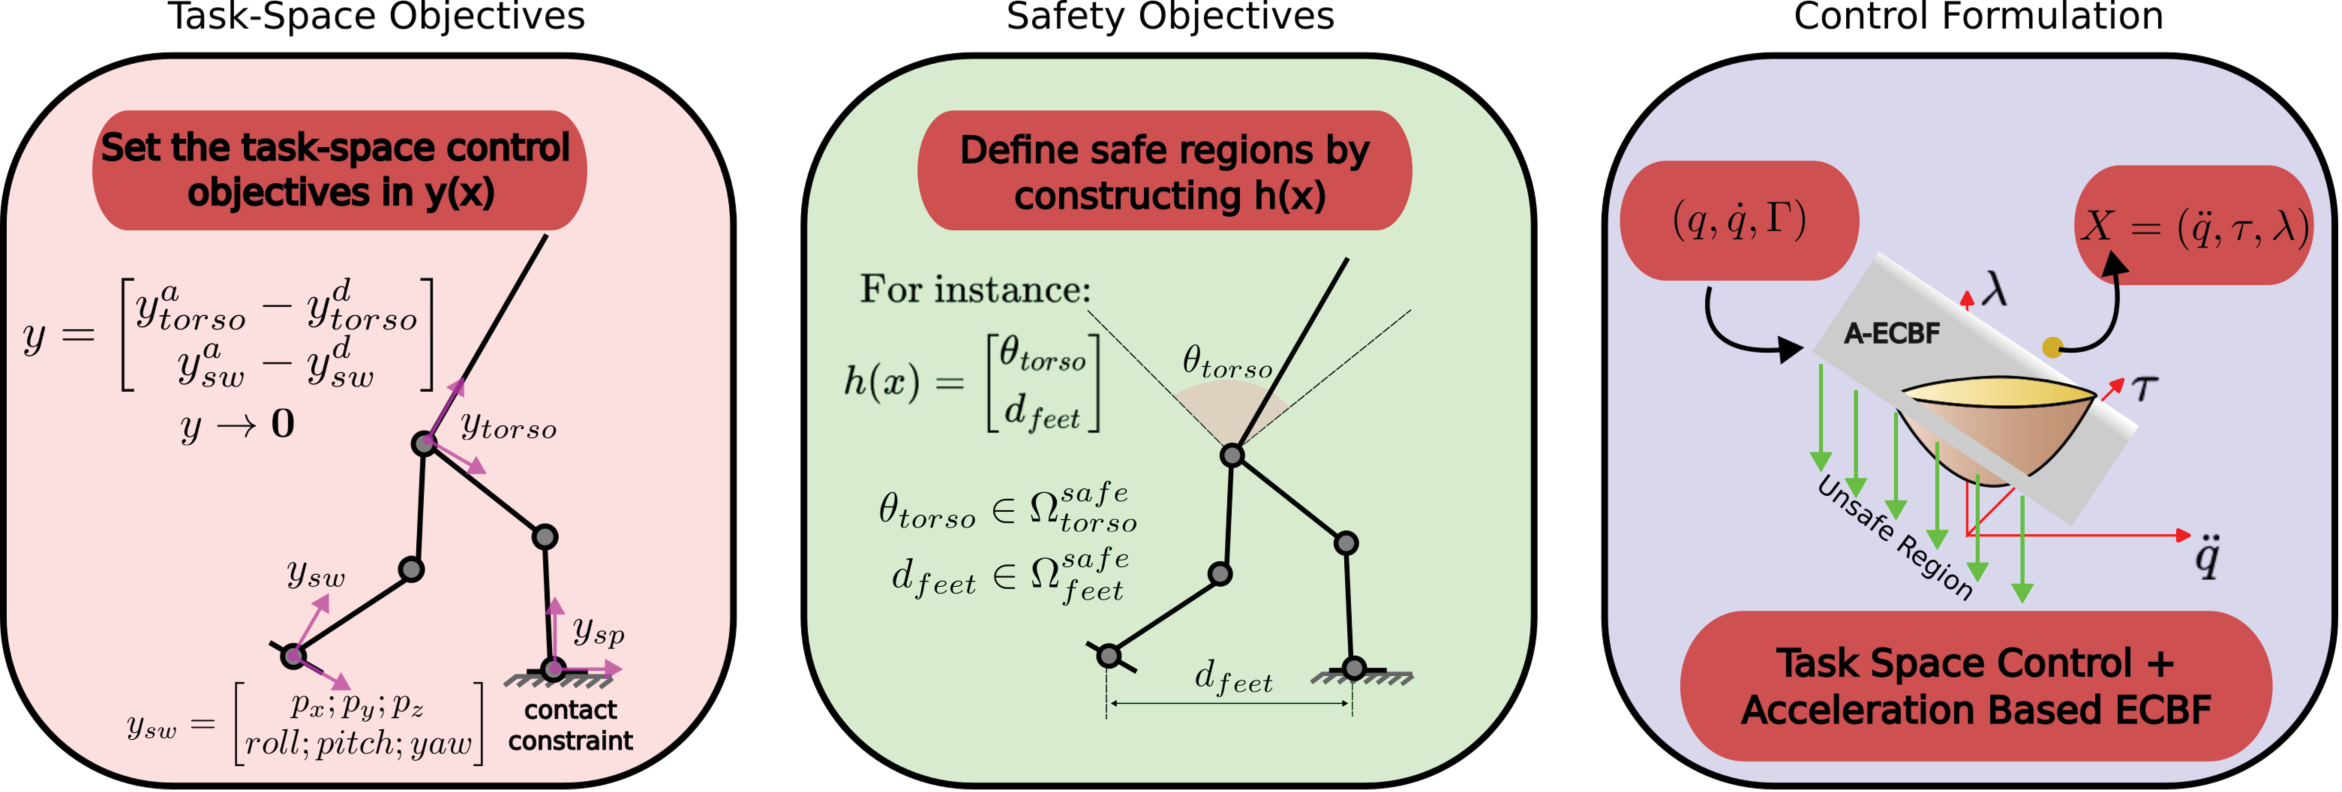 Task-Space Objectives
Set the task-space control
objectives in y(x)
y = [y^a_torso − y^d_torso
y^a_sw − y^d_sw]
y → 0
y_torso
y_sw
y_sp
y_sw = [p_x; p_y; p_z
roll; pitch; yaw]
contact
constraint
Safety Objectives
Define safe regions by
constructing h(x)
For instance:
h(x) = [θ_torso
d_feet]
θ_torso
θ_torso ∈ Ω^safe_torso
d_feet ∈ Ω^safe_feet
d_feet
Control Formulation
(q, q̇, Γ)
X = (q̈, τ, λ)
λ
A-ECBF
τ
Unsafe Region
q̈
Task Space Control +
Acceleration Based ECBF